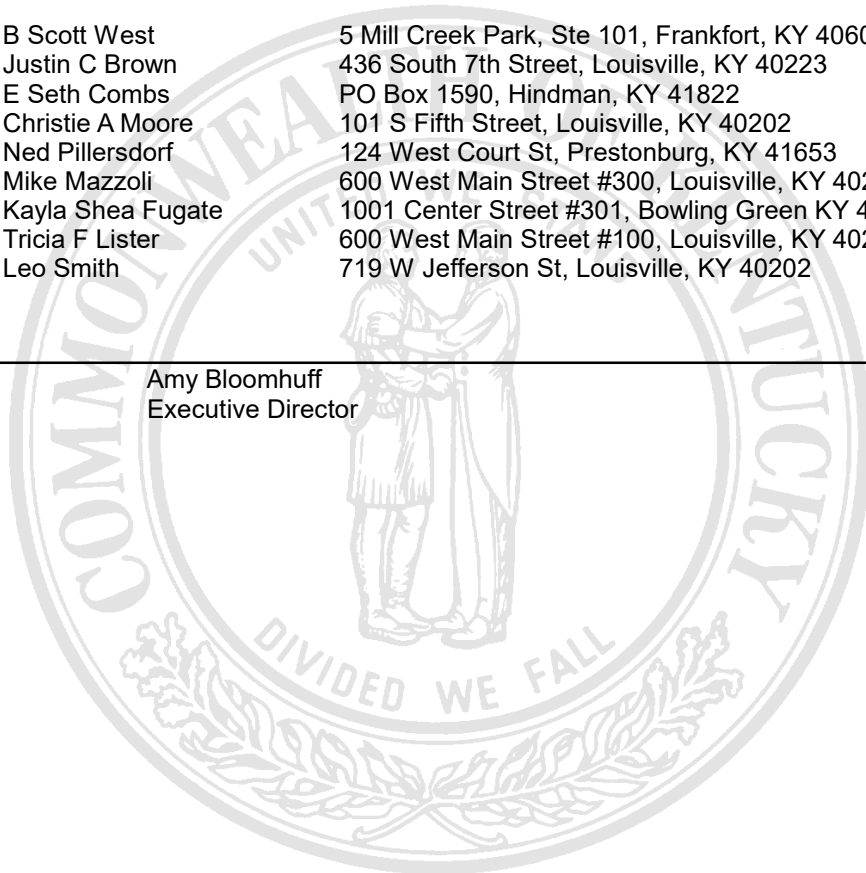 B Scott West 5 Mill Creek Park, Ste 101, Frankfort, KY 4060
Justin C Brown 436 South 7th Street, Louisville, KY 40223
E Seth Combs PO Box 1590, Hindman, KY 41822
Christie A Moore 101 S Fifth Street, Louisville, KY 40202
Ned Pillersdorf 124 West Court St, Prestonburg, KY 41653
Mike Mazzoli 600 West Main Street #300, Louisville, KY 402
Kayla Shea Fugate 1001 Center Street #301, Bowling Green KY 4
Tricia F Lister 600 West Main Street #100, Louisville, KY 402
Leo Smith 719 W Jefferson St, Louisville, KY 40202
Amy Bloomhuff
Executive Director
COMMONWEALTH OF KENTUCKY
UNITED WE STAND
DIVIDED WE FALL